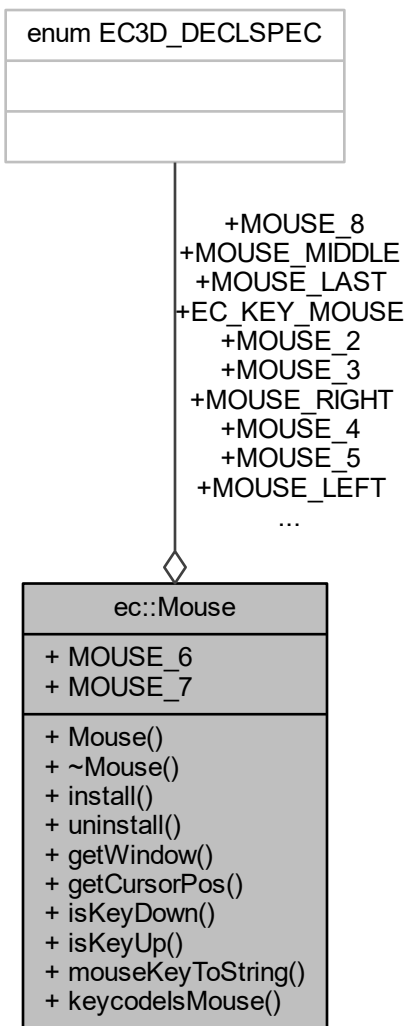 enum EC3D_DECLSPEC
+MOUSE_8
+MOUSE_MIDDLE
+MOUSE_LAST
+EC_KEY_MOUSE
+MOUSE_2
+MOUSE_3
+MOUSE_RIGHT
+MOUSE_4
+MOUSE_5
+MOUSE_LEFT
...
ec::Mouse
+ MOUSE_6
+ MOUSE_7
+ Mouse()
+ ~Mouse()
+ install()
+ uninstall()
+ getWindow()
+ getCursorPos()
+ isKeyDown()
+ isKeyUp()
+ mouseKeyToString()
+ keycodeIsMouse()